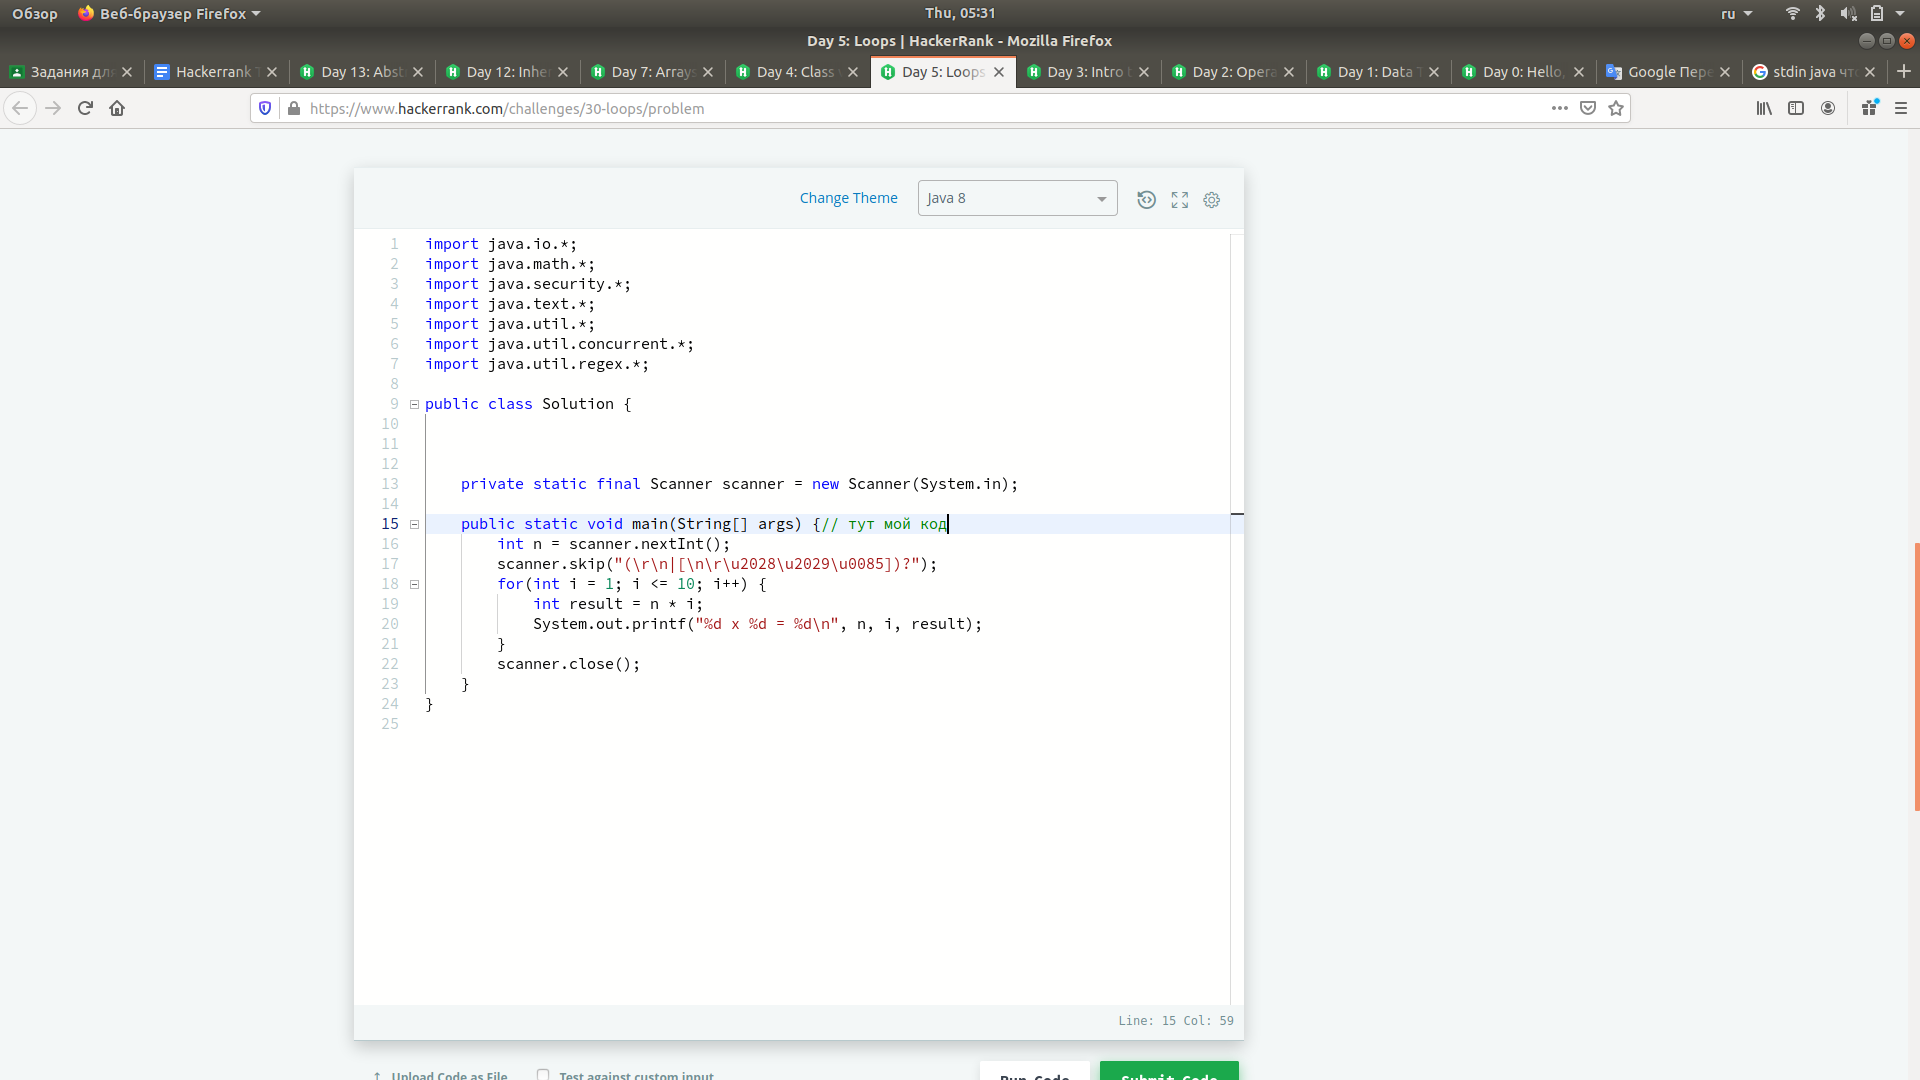 Обзор Веб-браузер Firefox Thu, 05:31 ru
Day 5: Loops | HackerRank - Mozilla Firefox
Задания дл Hackerrank T Day 13: Abst Day 12: Inhe Day 7: Array Day 4: Class Day 5: Loops Day 3: Intro t Day 2: Opera Day 1: Data T Day 0: Hello, Google Пере stdin java чт
https://www.hackerrank.com/challenges/30-loops/problem
Change Theme Java 8
1 import java.io.*;
2 import java.math.*;
3 import java.security.*;
4 import java.text.*;
5 import java.util.*;
6 import java.util.concurrent.*;
7 import java.util.regex.*;
8
9 public class Solution {
10
11
12
13 private static final Scanner scanner = new Scanner(System.in);
14
15 public static void main(String[] args) {// тут мой код
16 int n = scanner.nextInt();
17 scanner.skip("(\r\n|[\n\r\u2028\u2029\u0085])?");
18 for(int i = 1; i <= 10; i++) {
19 int result = n * i;
20 System.out.printf("%d x %d = %d\n", n, i, result);
21 }
22 scanner.close();
23 }
24 }
25
Line: 15 Col: 59
Upload Code as File Test against custom input Run Code Submit Code